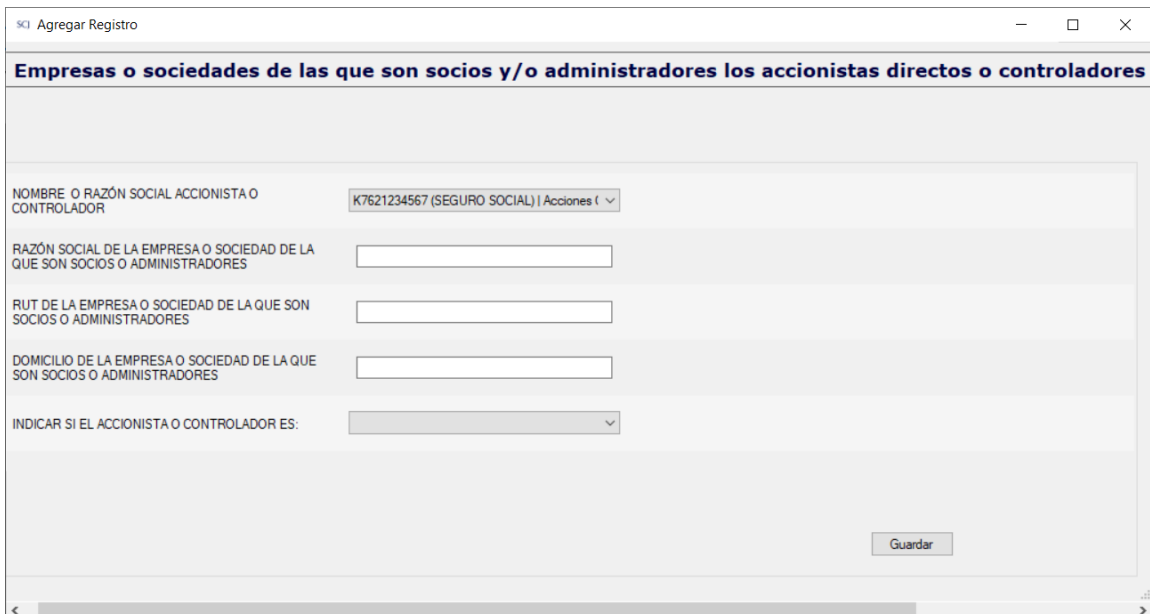 SCI Agregar Registro
Empresas o sociedades de las que son socios y/o administradores los accionistas directos o controladores
NOMBRE O RAZÓN SOCIAL ACCIONISTA O
CONTROLADOR
K7621234567 (SEGURO SOCIAL) | Acciones (
RAZÓN SOCIAL DE LA EMPRESA O SOCIEDAD DE LA
QUE SON SOCIOS O ADMINISTRADORES
RUT DE LA EMPRESA O SOCIEDAD DE LA QUE SON
SOCIOS O ADMINISTRADORES
DOMICILIO DE LA EMPRESA O SOCIEDAD DE LA QUE
SON SOCIOS O ADMINISTRADORES
INDICAR SI EL ACCIONISTA O CONTROLADOR ES:
Guardar